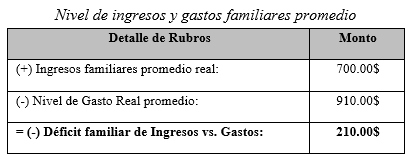 Nivel de ingresos y gastos familiares promedio
Detalle de Rubros Monto
(+) Ingresos familiares promedio real: 700.00$
(-) Nivel de Gasto Real promedio: 910.00$
= (-) Déficit familiar de Ingresos vs. Gastos: 210.00$